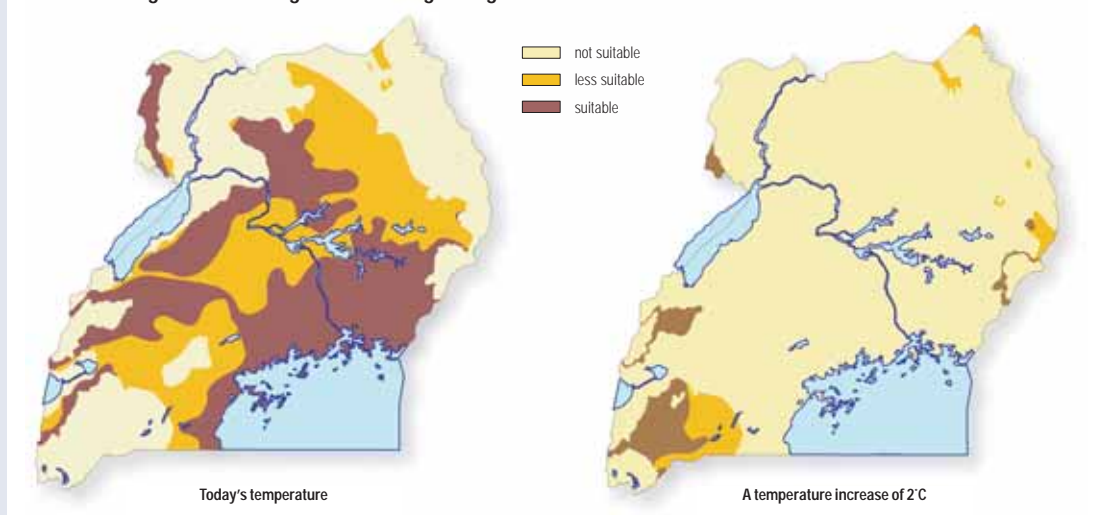 not suitable
less suitable
suitable
Today's temperature
A temperature increase of 2°C